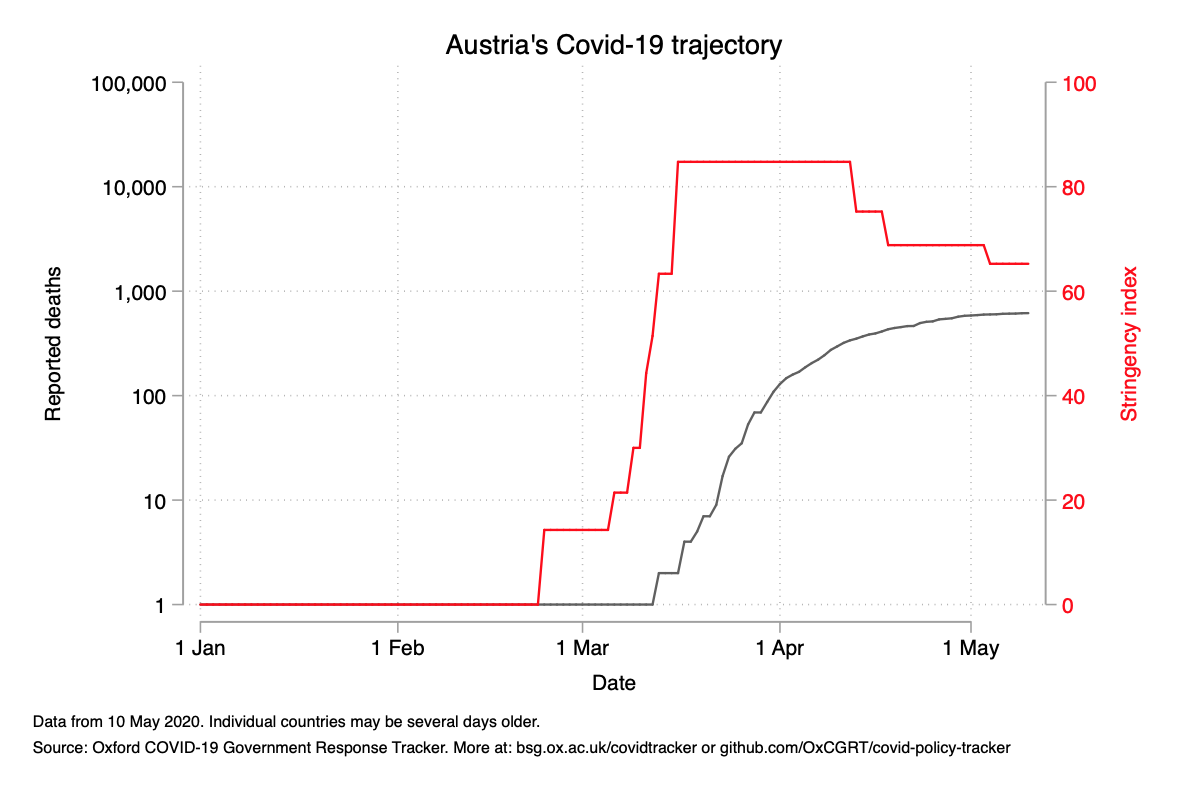 Austria's Covid-19 trajectory
100,000
10,000
1,000
100
10
1
Reported deaths
100
80
60
40
20
0
Stringency index
1 Jan
1 Feb
1 Mar
1 Apr
1 May
Date
Data from 10 May 2020. Individual countries may be several days older.
Source: Oxford COVID-19 Government Response Tracker. More at: bsg.ox.ac.uk/covidtracker or github.com/OxCGRT/covid-policy-tracker